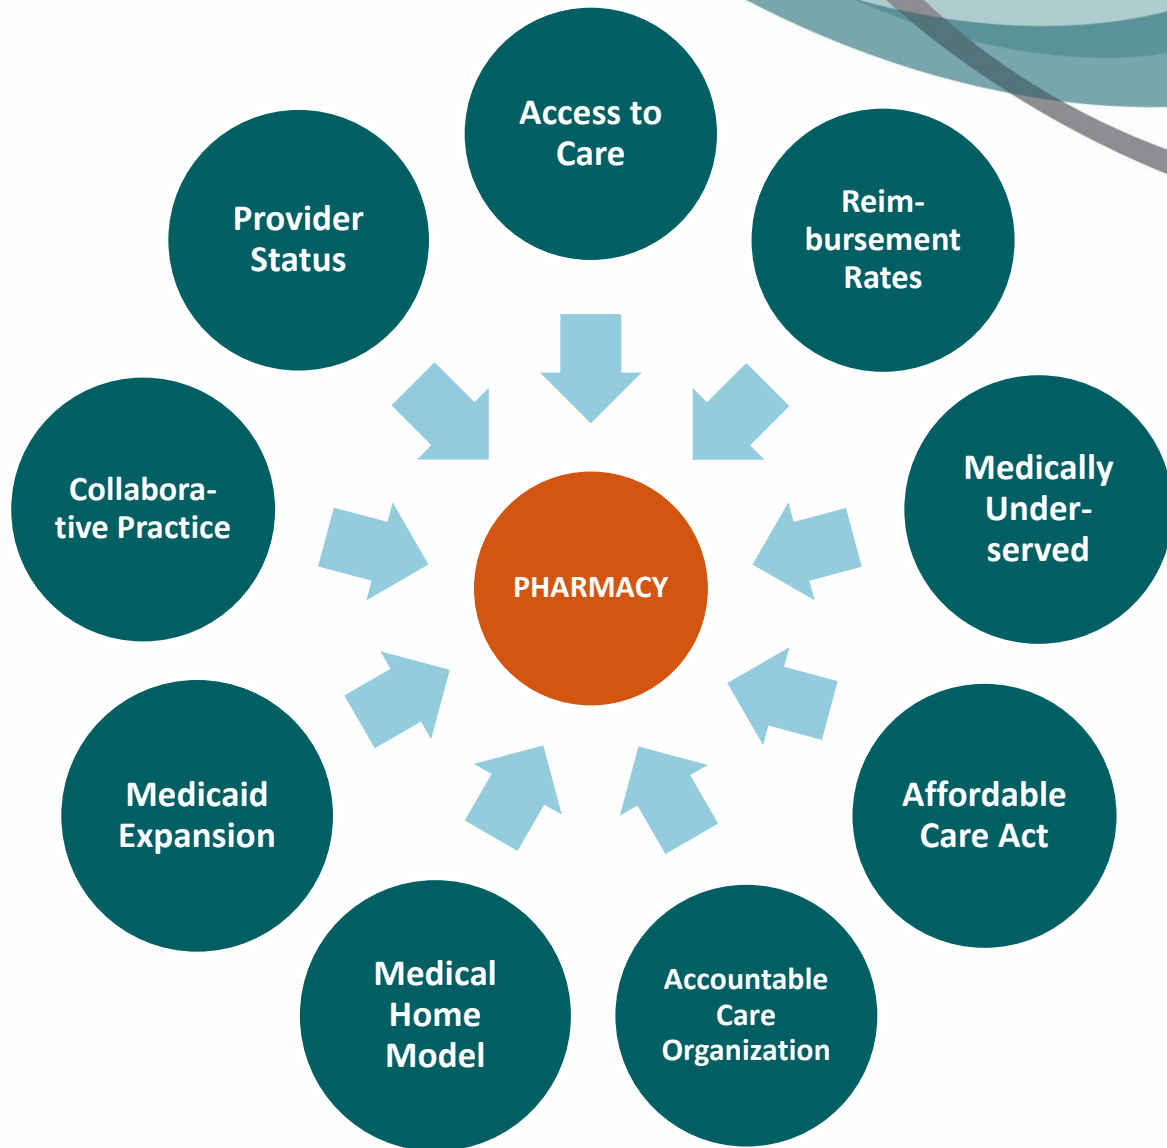 Access to
Care
Reim-
bursement
Rates
Medically
Under-
served
Affordable
Care Act
Accountable
Care
Organization
Medical
Home
Model
Medicaid
Expansion
Collabora-
tive Practice
Provider
Status
PHARMACY